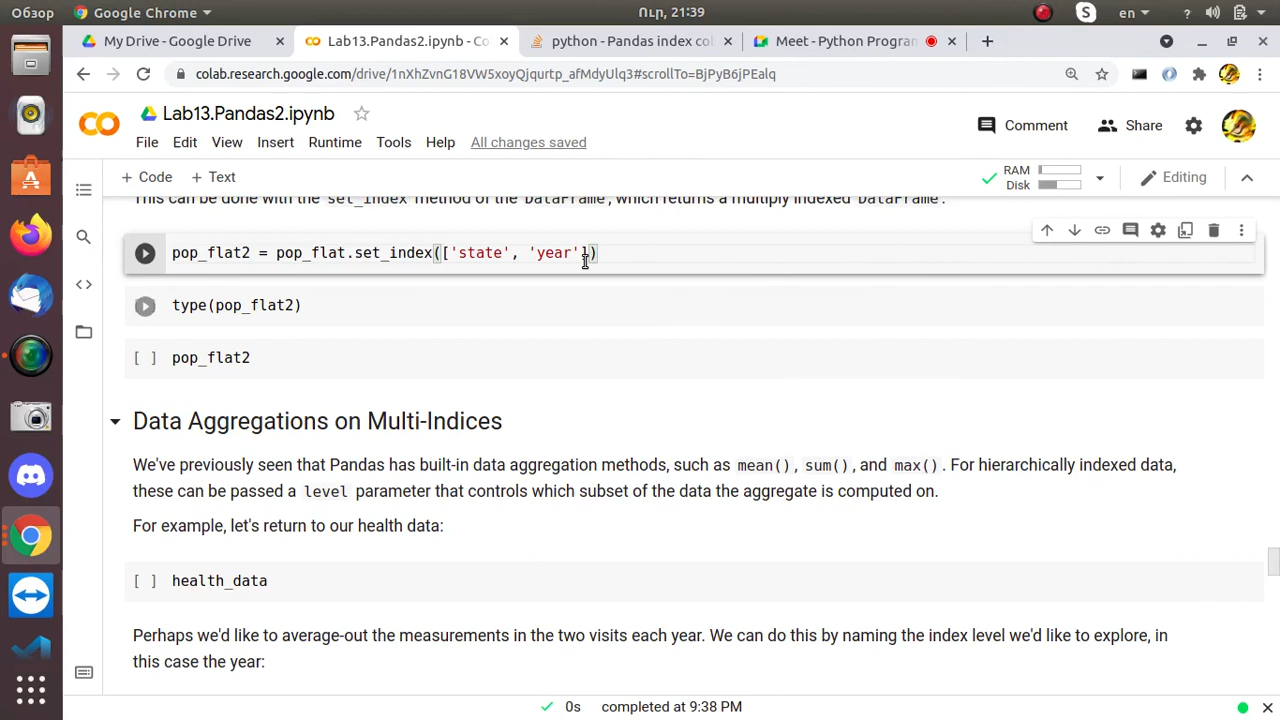 Обзор
Google Chrome
Ուր, 21:39
en
?
My Drive - Google Drive
Lab13.Pandas2.ipynb - Co
python - Pandas index co
Meet - Python Progra
colab.research.google.com/drive/1nXhZvnG18VW5xoyQjqurtp_afMdyUlq3#scrollTo=BjPyB6jPEalq
CO
Lab13.Pandas2.ipynb
File
Edit
View
Insert
Runtime
Tools
Help
All changes saved
Comment
Share
+ Code
+ Text
RAM
Disk
Editing
This can be done with the set_index method of the DataFrame, which returns a multiply indexed DataFrame.
pop_flat2 = pop_flat.set_index(['state', 'year'])
type(pop_flat2)
[ ] pop_flat2
Data Aggregations on Multi-Indices
We've previously seen that Pandas has built-in data aggregation methods, such as mean(), sum(), and max(). For hierarchically indexed data,
these can be passed a level parameter that controls which subset of the data the aggregate is computed on.
For example, let's return to our health data:
[ ] health_data
Perhaps we'd like to average-out the measurements in the two visits each year. We can do this by naming the index level we'd like to explore, in
this case the year:
0s completed at 9:38 PM